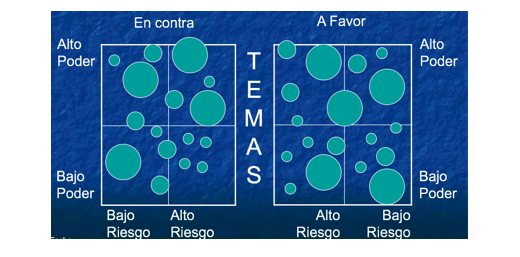 En contra
A Favor
Alto
Poder
TEMAS
Alto
Poder
Bajo
Poder
Bajo
Poder
Bajo
Riesgo
Alto
Riesgo
Alto
Riesgo
Bajo
Riesgo